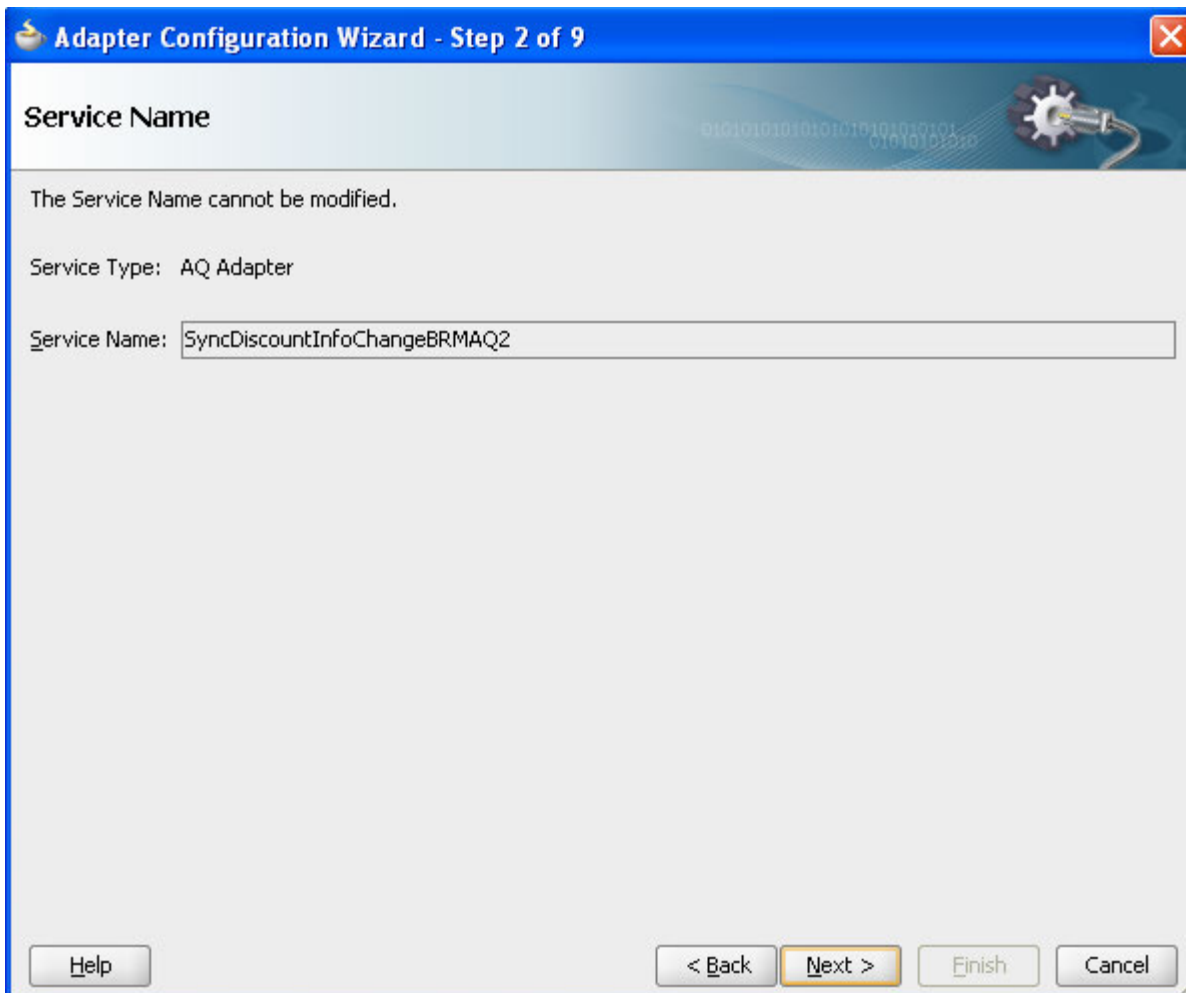 Adapter Configuration Wizard - Step 2 of 9
Service Name
The Service Name cannot be modified.
Service Type: AQ Adapter
Service Name: SyncDiscountInfoChangeBRMAQ2
Help < Back Next > Finish Cancel